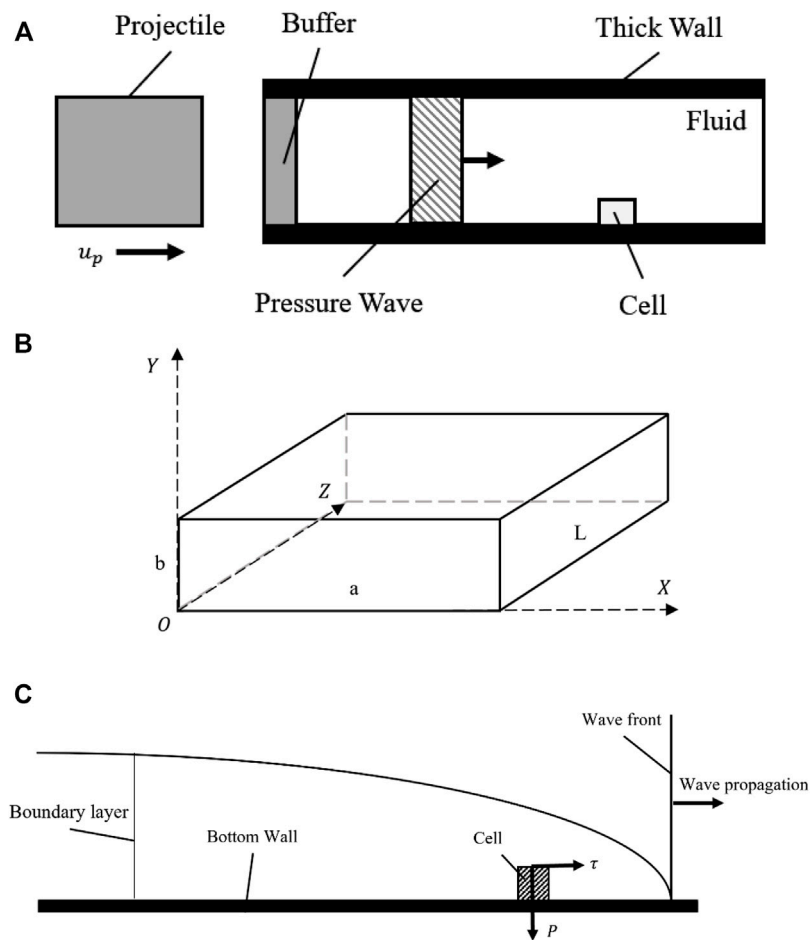 A
Projectile
Buffer
Thick Wall
Fluid
u_p
Pressure Wave
Cell
B
Y
Z
L
b
a
X
O
C
Wave front
Wave propagation
Boundary layer
Bottom Wall
Cell
τ
P